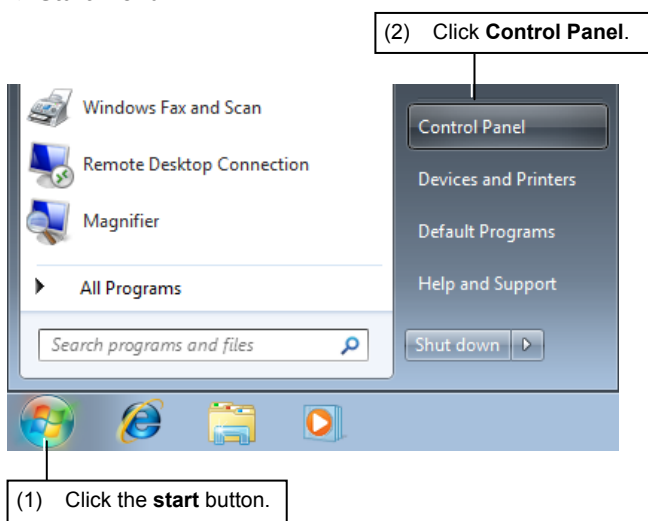 (2) Click Control Panel.
Windows Fax and Scan
Remote Desktop Connection
Magnifier
All Programs
Search programs and files
Control Panel
Devices and Printers
Default Programs
Help and Support
Shut down
(1) Click the start button.